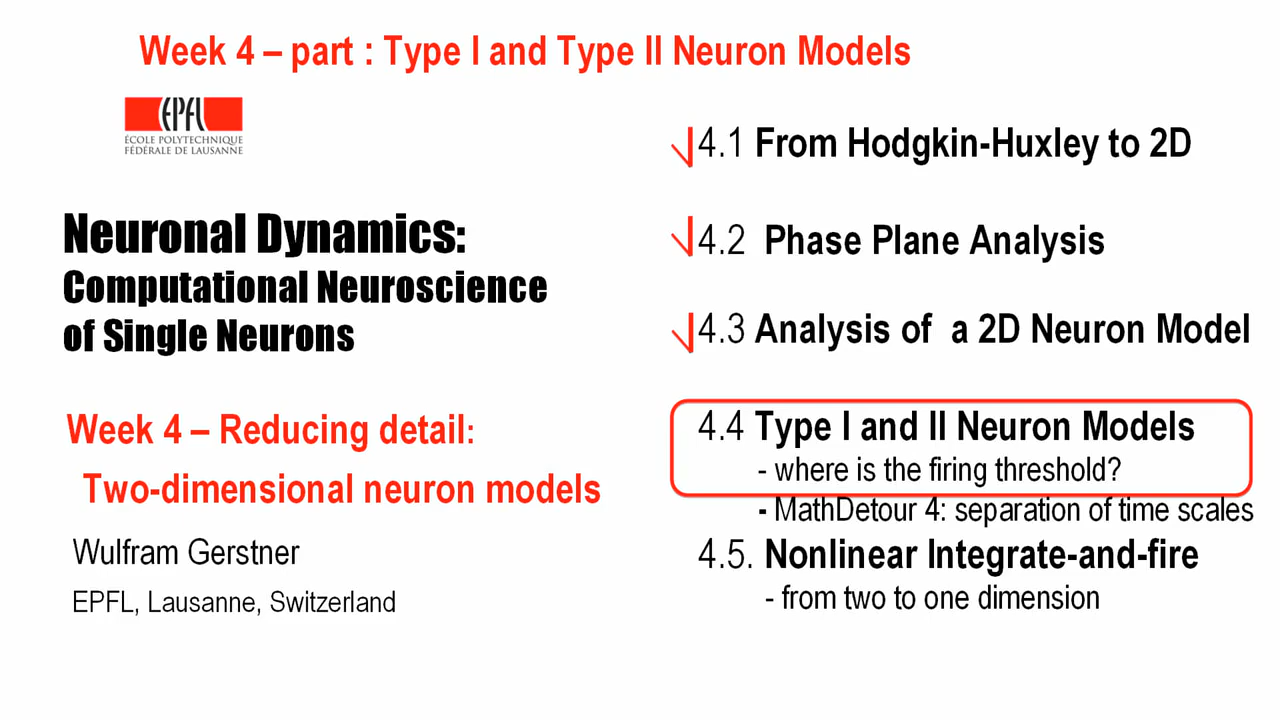 Week 4 – part : Type I and Type II Neuron Models
EPFL
ÉCOLE POLYTECHNIQUE
FÉDÉRALE DE LAUSANNE
Neuronal Dynamics:
Computational Neuroscience
of Single Neurons
Week 4 – Reducing detail:
Two-dimensional neuron models
Wulfram Gerstner
EPFL, Lausanne, Switzerland
4.1 From Hodgkin-Huxley to 2D
4.2 Phase Plane Analysis
4.3 Analysis of a 2D Neuron Model
4.4 Type I and II Neuron Models
- where is the firing threshold?
- MathDetour 4: separation of time scales
4.5. Nonlinear Integrate-and-fire
- from two to one dimension